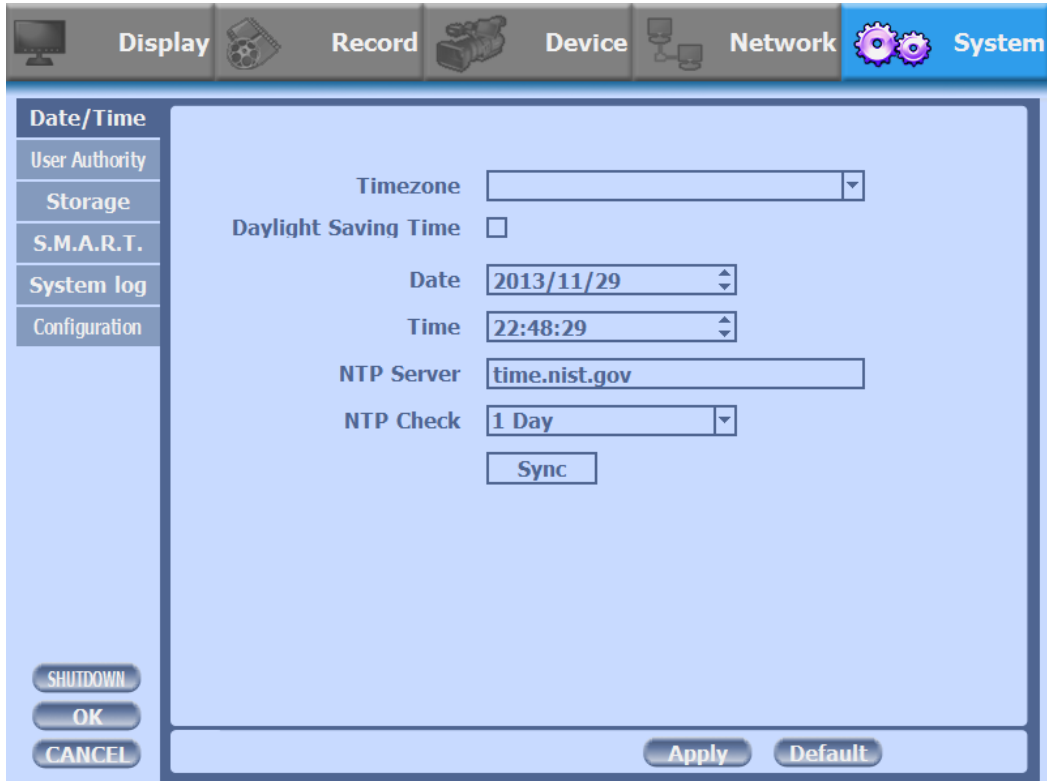 Display Record Device Network System
Date/Time
User Authority
Storage
S.M.A.R.T.
System log
Configuration
Timezone
Daylight Saving Time
Date 2013/11/29
Time 22:48:29
NTP Server time.nist.gov
NTP Check 1 Day
Sync
SHUTDOWN
OK
CANCEL
Apply Default